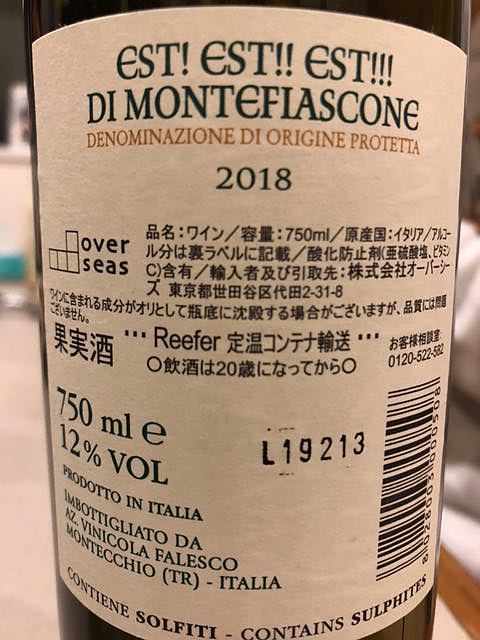 EST! EST!! EST!!!
DI MONTEFIASCONE
DENOMINAZIONE DI ORIGINE PROTETTA
2018
over
seas
品名:ワイン/容量:750ml/原産国:イタリア/アルコー
ル分は裏ラベルに記載/酸化防止剤(亜硫酸塩、ビタミン
C)含有/輸入者及び引取先:株式会社オーバーシー
ズ 東京都世田谷区代田2-31-8
ワインに含まれる成分がオリとして瓶底に沈殿する場合がございますが、品質には問題
ございません。
果実酒
••• Reefer 定温コンテナ輸送 •••
○飲酒は20歳になってから○
お客様相談室:
0120-522-582
750 ml e
12% VOL
L19213
PRODOTTO IN ITALIA
IMBOTTIGLIATO DA
AZ. VINICOLA FALESCO
MONTECCHIO (TR) - ITALIA
8 028003 000508
CONTIENE SOLFITI - CONTAINS SULPHITES